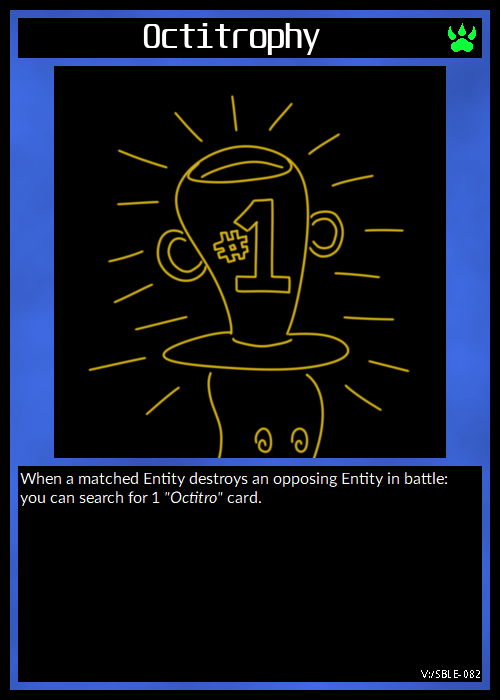 Octitrophy
#1
When a matched Entity destroys an opposing Entity in battle:
you can search for 1 "Octitro" card.
V:/SBLE-082